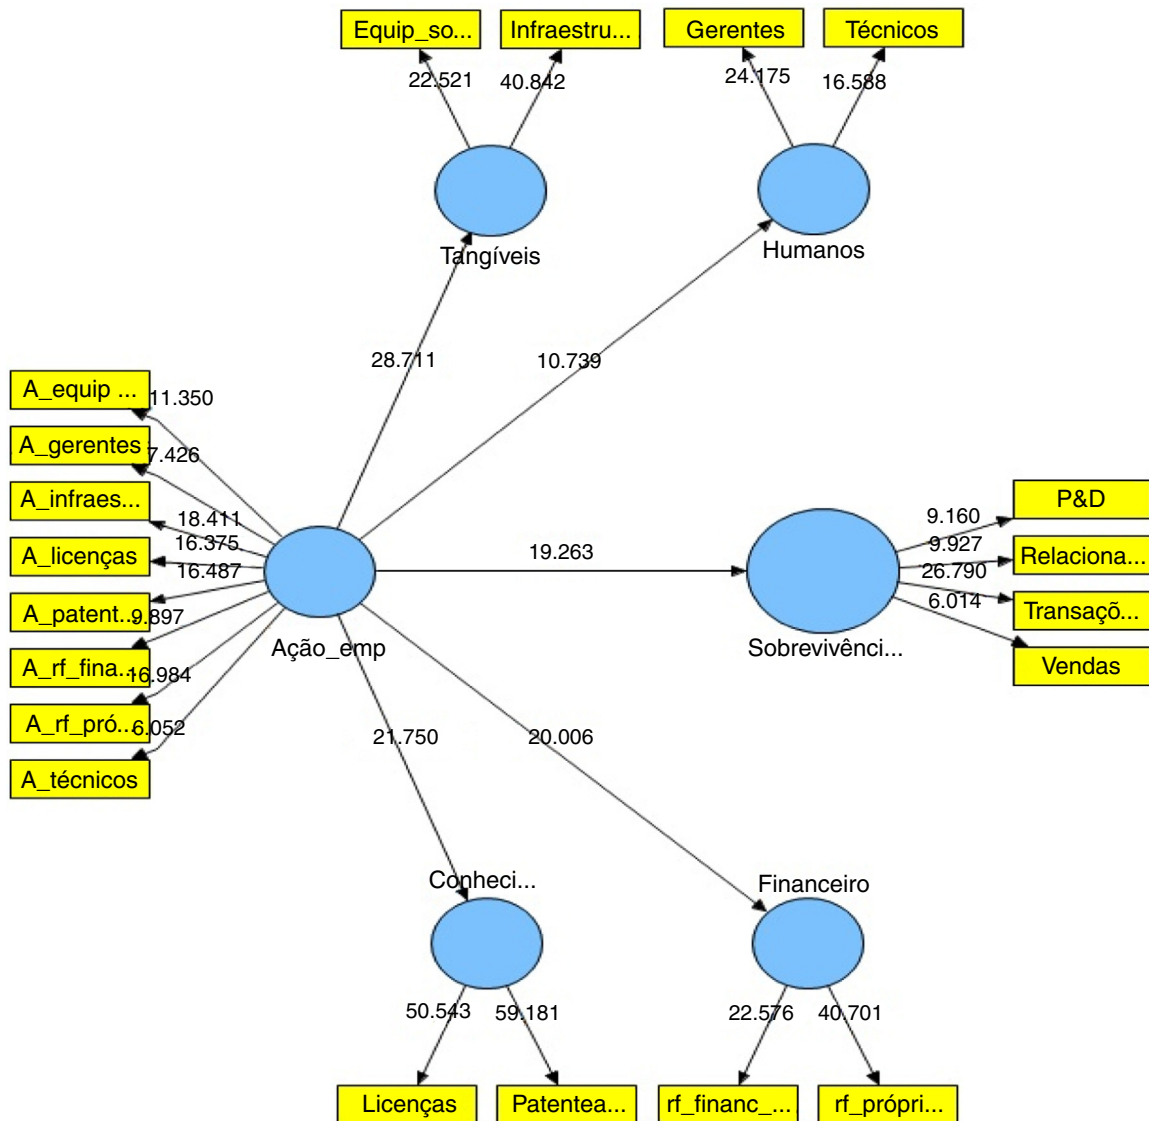 Equip_so...
Infraestru...
Gerentes
Técnicos
22.521
40.842
24.175
16.588
Tangíveis
Humanos
28.711
10.739
A_equip ...
11.350
A_gerentes
7.426
A_infraes...
18.411
A_licenças
16.375
A_patent...
16.487
A_rf_fina...
9.897
A_rf_pró...
16.984
A_técnicos
6.052
Ação_emp
19.263
Sobrevivênci...
P&D
9.160
Relaciona...
9.927
Transaçõ...
26.790
Vendas
6.014
21.750
20.006
Conheci...
Financeiro
50.543
59.181
22.576
40.701
Licenças
Patentea...
rf_financ_...
rf_própri...